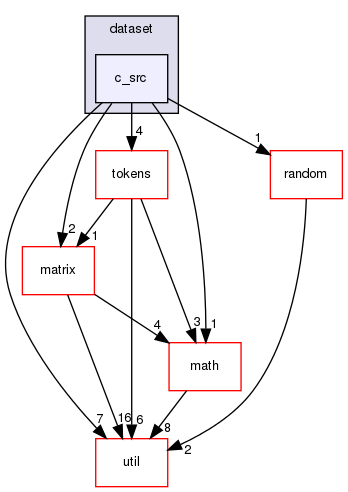 dataset
c_src
4
1
tokens
random
2
1
matrix
3
1
4
math
7
16
6
8
2
util